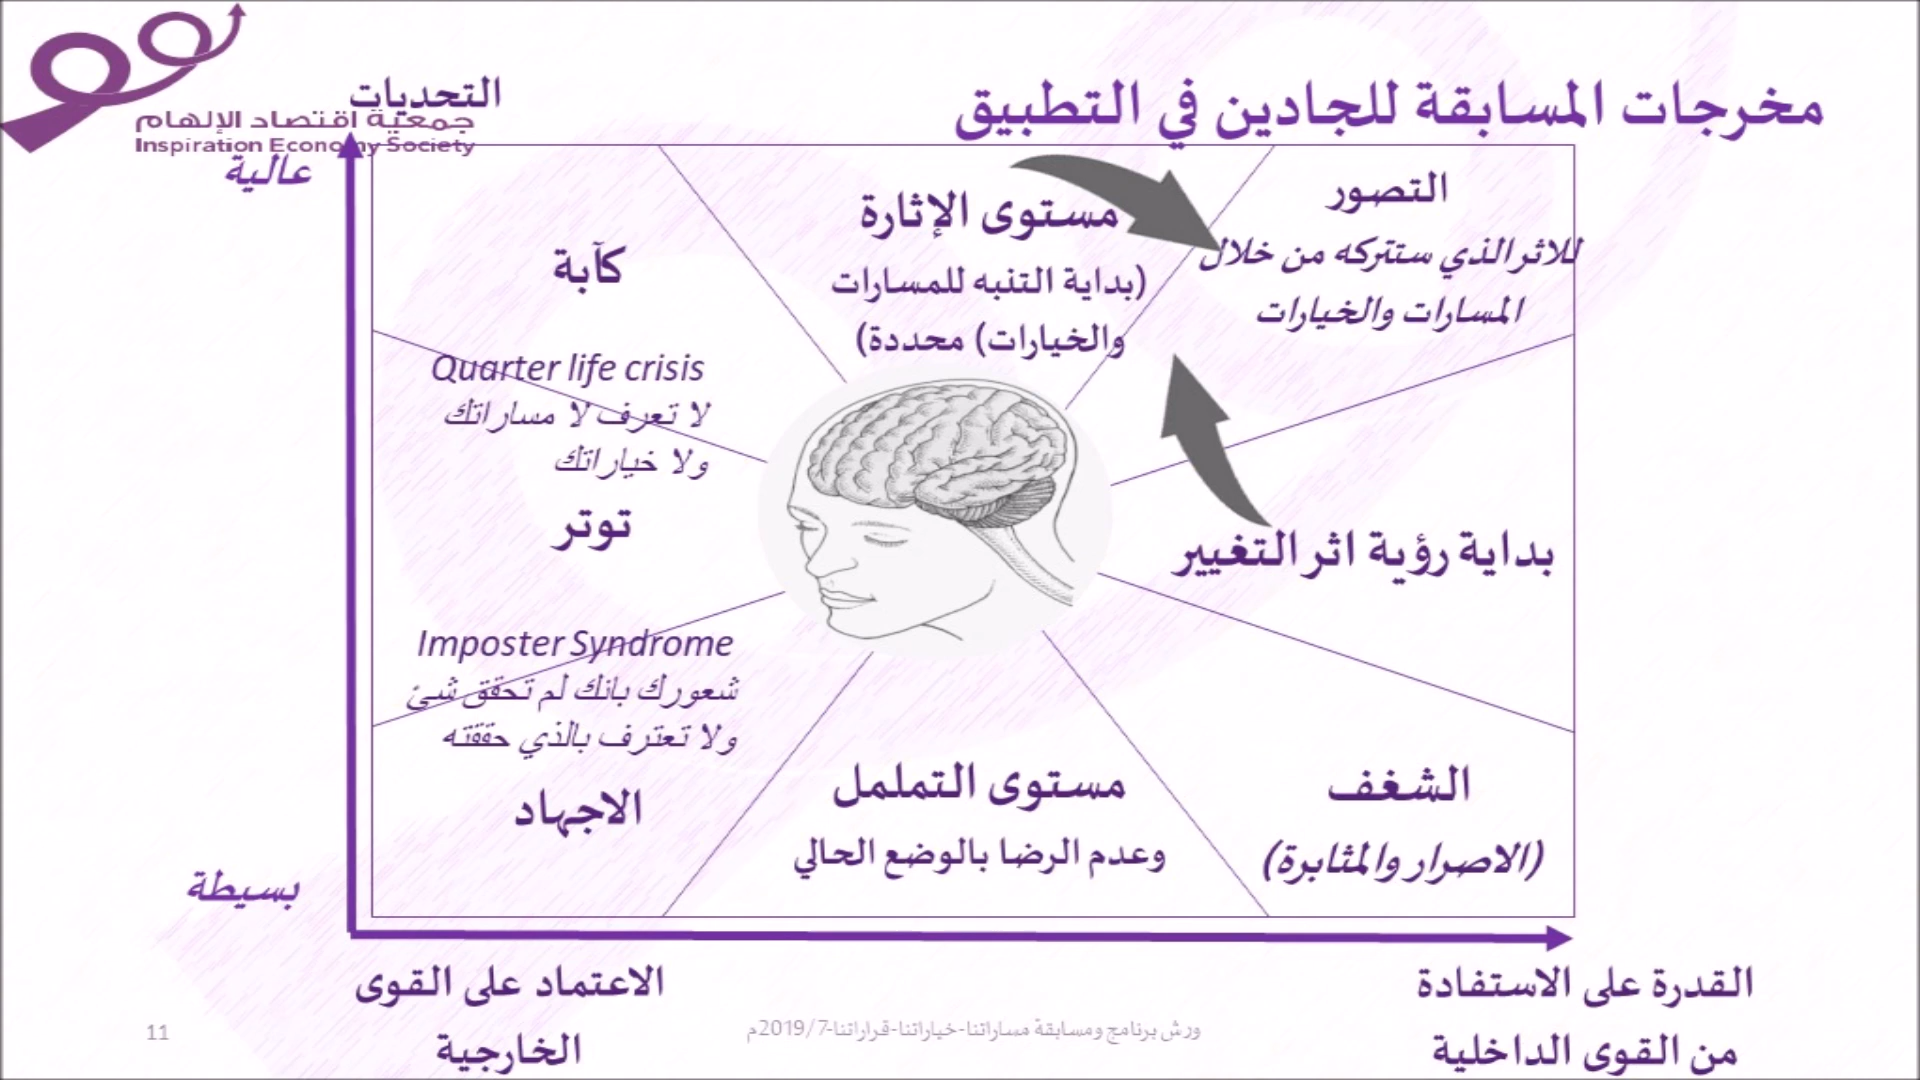 مخرجات المسابقة للجادين في التطبيق
جمعية اقتصاد الإلهام
Inspiration Economy Society
التحديات
عالية
بسيطة
التصور
للاثر الذي ستتركه من خلال
المسارات والخيارات
مستوى الإثارة
(بداية التنبه للمسارات
والخيارات) محددة)
كآبة
Quarter life crisis
لا تعرف لا مساراتك
ولا خياراتك
توتر
بداية رؤية اثر التغيير
Imposter Syndrome
شعورك بانك لم تحقق شئ
ولا تعترف بالذي حققته
الاجهاد
مستوى التململ
وعدم الرضا بالوضع الحالي
الشغف
(الاصرار والمثابرة)
القدرة على الاستفادة
من القوى الداخلية
الاعتماد على القوى
الخارجية
ورش برنامج ومسابقة مساراتنا-خياراتنا-قراراتنا-2019/7م
11